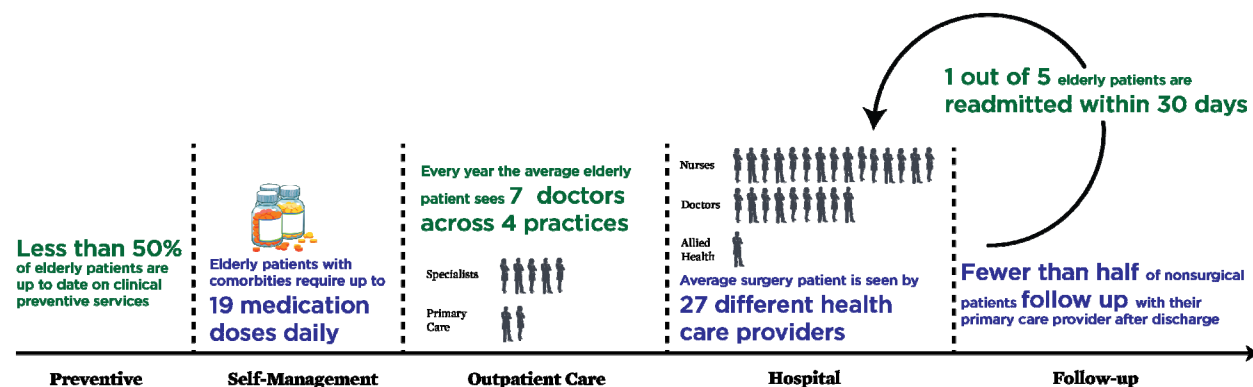 Less than 50%
of elderly patients are
up to date on clinical
preventive services
Elderly patients with
comorbities require up to
19 medication
doses daily
Every year the average elderly
patient sees 7 doctors
across 4 practices
Specialists
Primary
Care
Nurses
Doctors
Allied
Health
Average surgery patient is seen by
27 different health
care providers
1 out of 5 elderly patients are
readmitted within 30 days
Fewer than half of nonsurgical
patients follow up with their
primary care provider after discharge
Preventive
Self-Management
Outpatient Care
Hospital
Follow-up